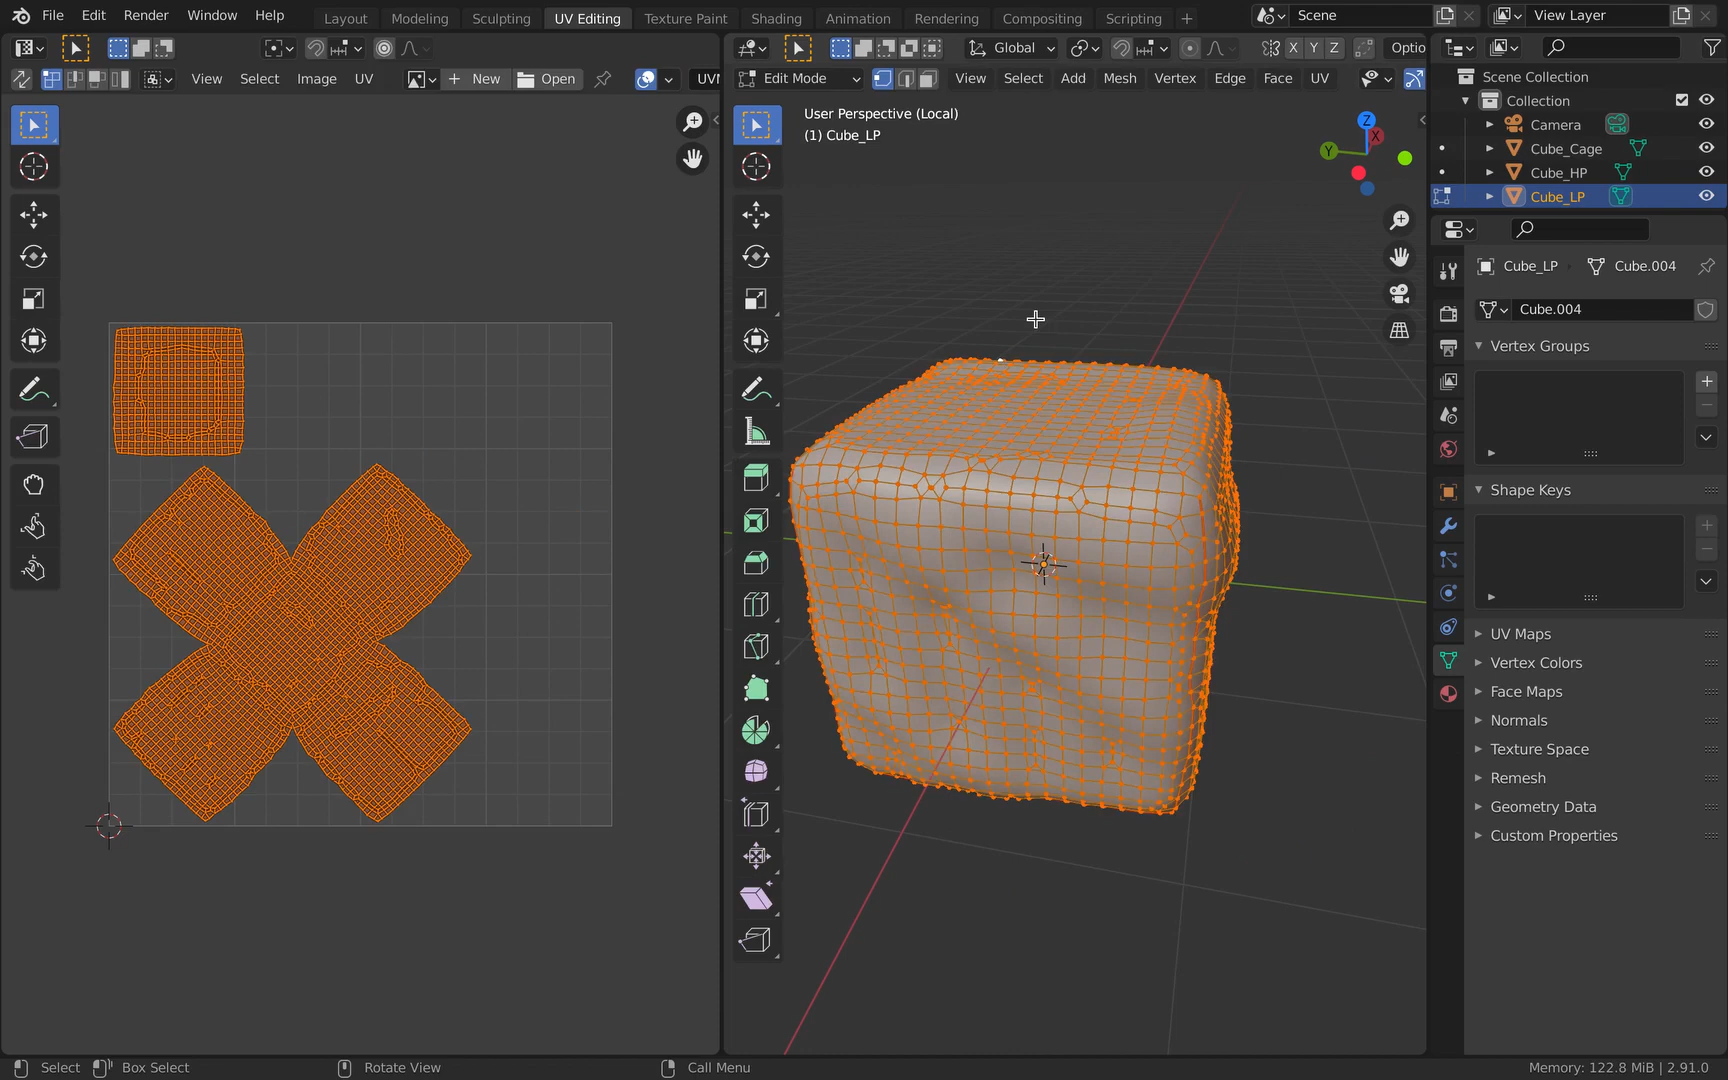 File Edit Render Window Help
Layout Modeling Sculpting UV Editing Texture Paint Shading Animation Rendering Compositing Scripting +
Scene
View Layer
Global
X Y Z
Optio
View Select Image UV
+ New
Open
UVM
Edit Mode
View Select Add Mesh Vertex Edge Face UV
User Perspective (Local)
(1) Cube_LP
Z
X
Y
Scene Collection
Collection
Camera
Cube_Cage
Cube_HP
Cube_LP
Cube_LP
Cube.004
Cube.004
Vertex Groups
Shape Keys
UV Maps
Vertex Colors
Face Maps
Normals
Texture Space
Remesh
Geometry Data
Custom Properties
Select
Box Select
Rotate View
Call Menu
Memory: 122.8 MiB | 2.91.0